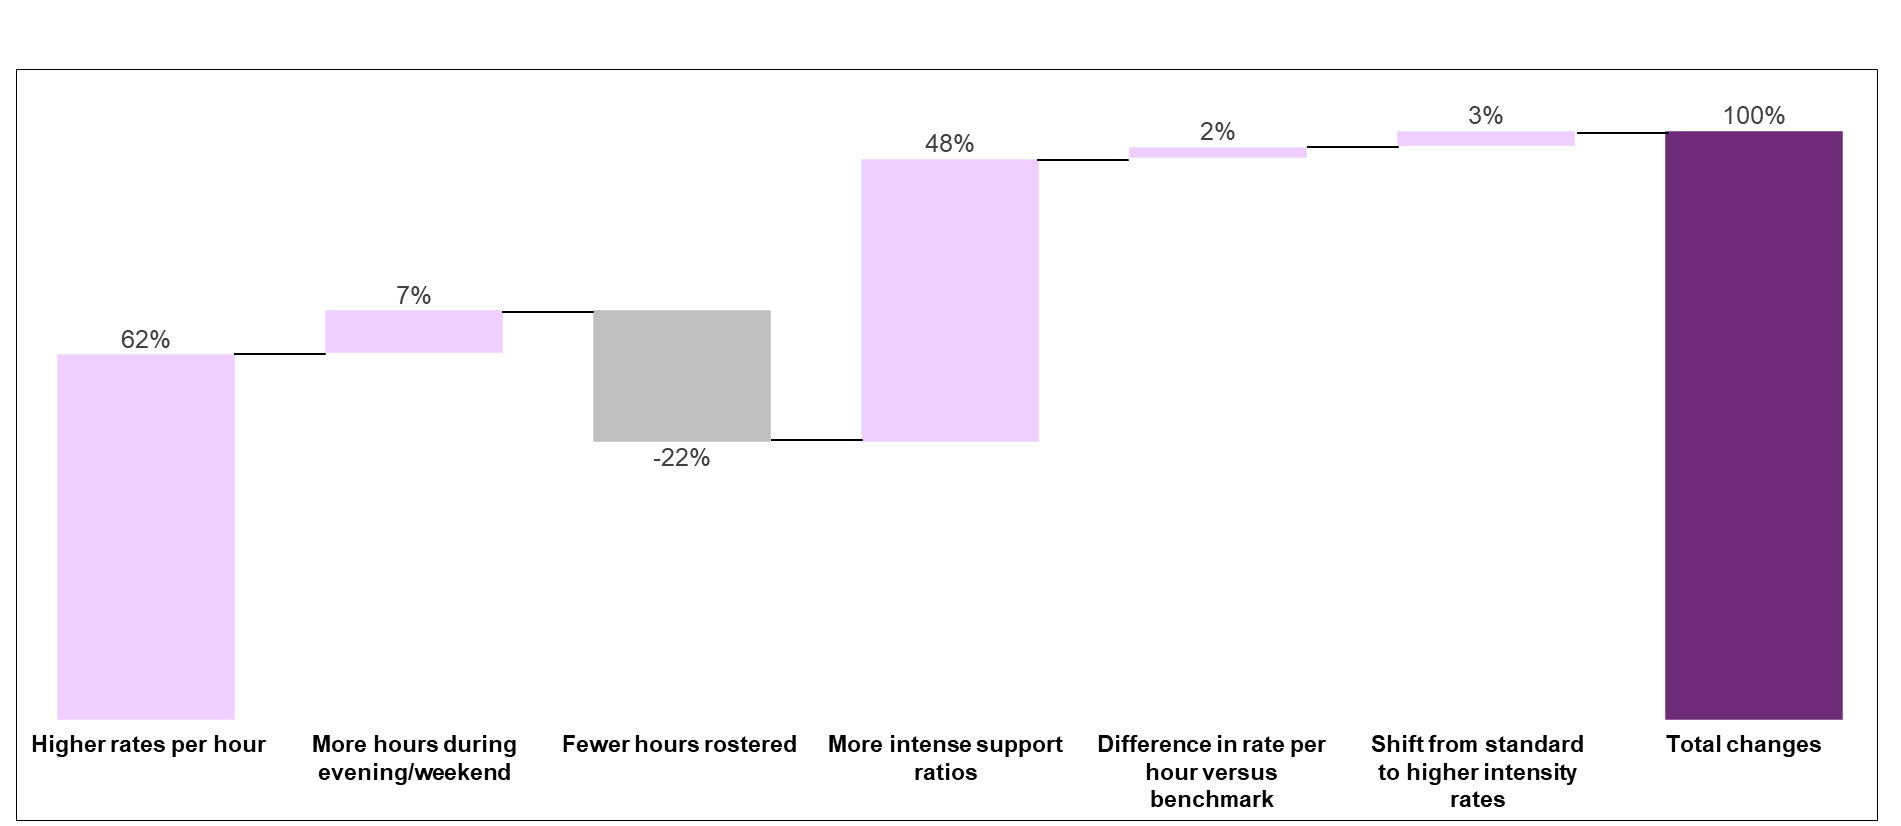 62%
7%
-22%
48%
2%
3%
100%
Higher rates per hour
More hours during
evening/weekend
Fewer hours rostered
More intense support
ratios
Difference in rate per
hour versus
benchmark
Shift from standard
to higher intensity
rates
Total changes